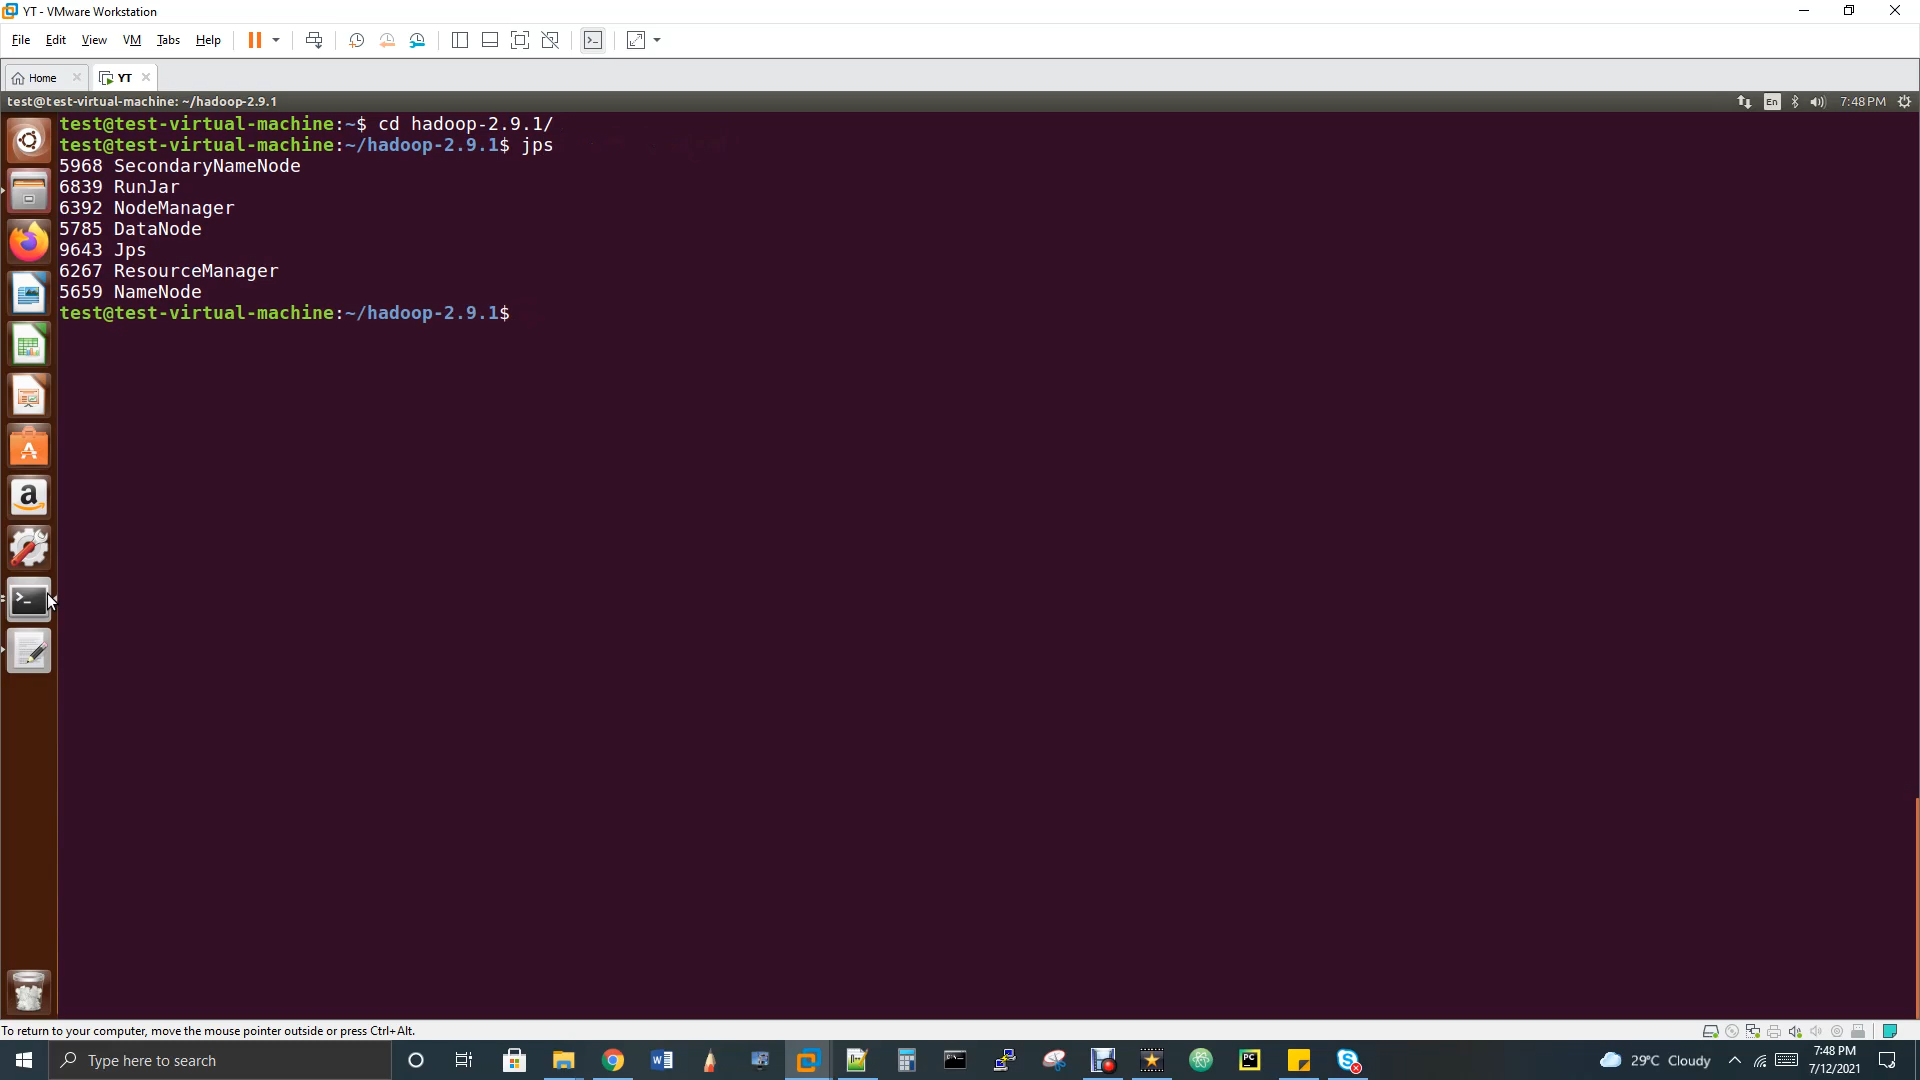 YT - VMware Workstation
File Edit View VM Tabs Help
Home YT
test@test-virtual-machine: ~/hadoop-2.9.1 En 7:48 PM
test@test-virtual-machine:~$ cd hadoop-2.9.1/
test@test-virtual-machine:~/hadoop-2.9.1$ jps
5968 SecondaryNameNode
6839 RunJar
6392 NodeManager
5785 DataNode
9643 Jps
6267 ResourceManager
5659 NameNode
test@test-virtual-machine:~/hadoop-2.9.1$
To return to your computer, move the mouse pointer outside or press Ctrl+Alt.
Type here to search
29°C Cloudy
7:48 PM
7/12/2021